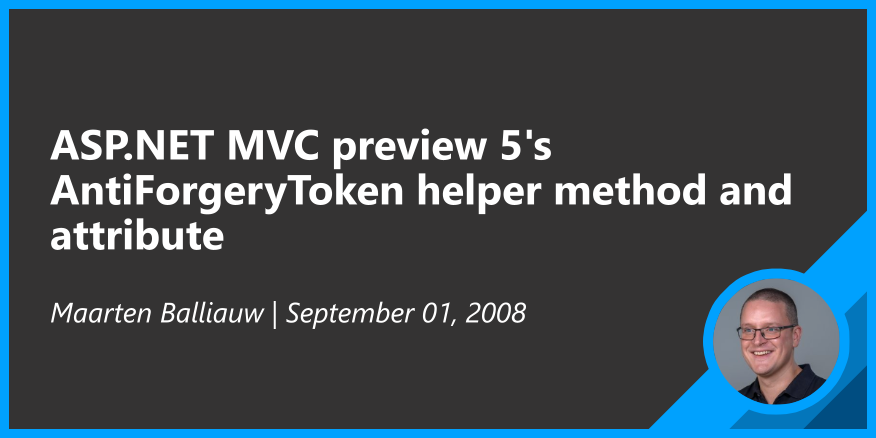 ASP.NET MVC preview 5's
AntiForgeryToken helper method and
attribute
Maarten Balliauw | September 01, 2008